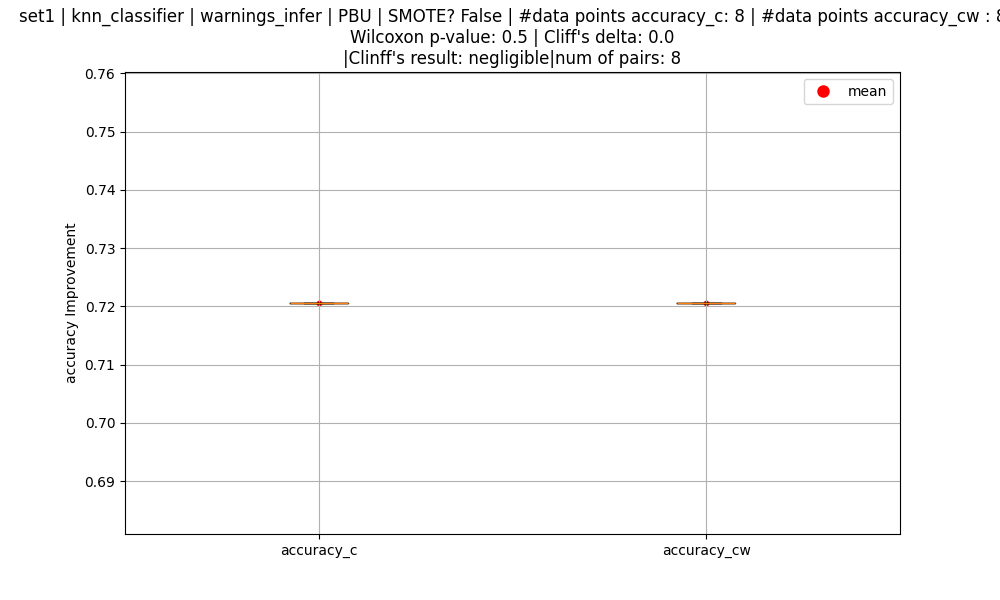 set1 | knn_classifier | warnings_infer | PBU | SMOTE? False | #data points accuracy_c: 8 | #data points accuracy_cw : 8
Wilcoxon p-value: 0.5 | Cliff's delta: 0.0
|Clinff's result: negligible|num of pairs: 8
0.76
mean
0.75
0.74
0.73
0.72
0.71
0.70
0.69
accuracy Improvement
accuracy_c
accuracy_cw